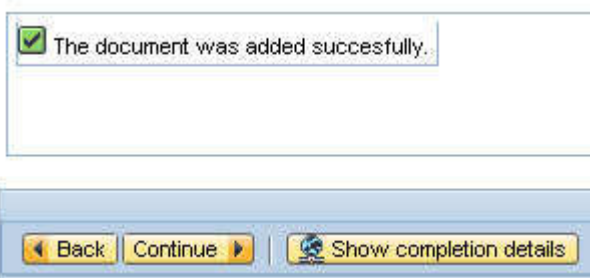 The document was added succesfully.
Back Continue Show completion details